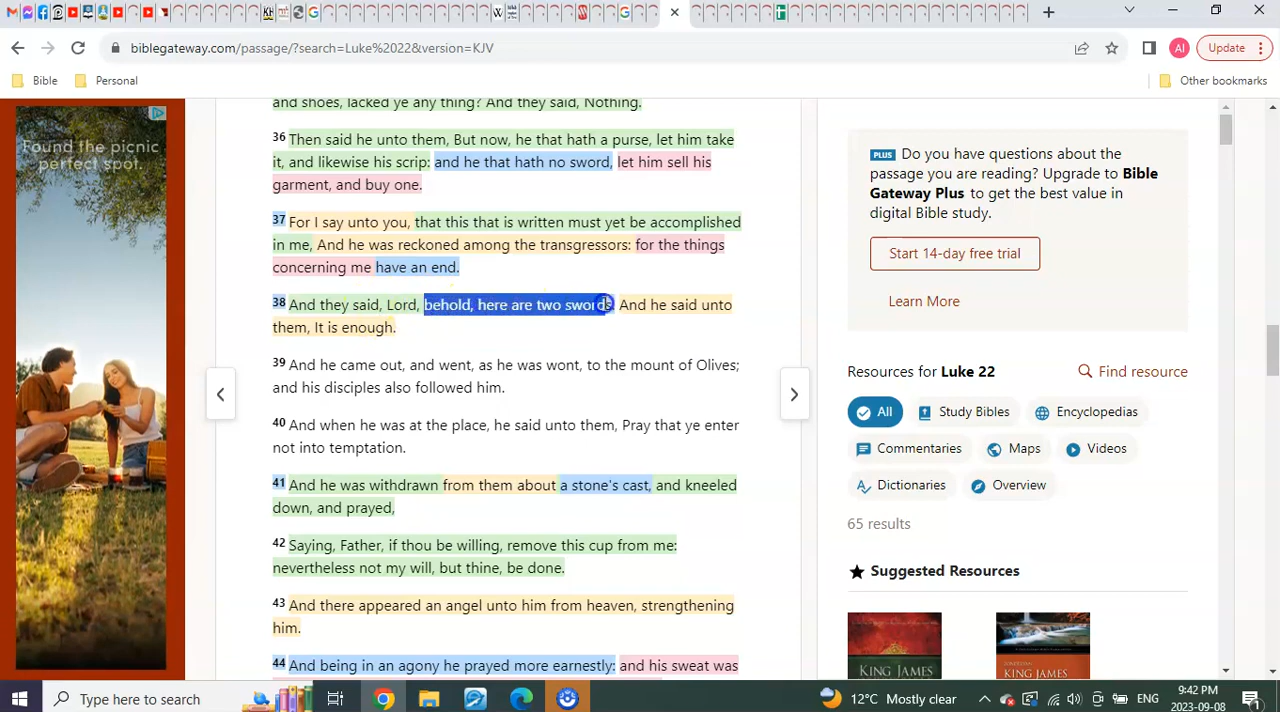 Update
biblegateway.com/passage/?search=Luke%2022&version=KJV
Bible
Personal
Other bookmarks
Found the picnic
perfect spot.
and shoes, lacked ye any thing? And they said, Nothing.
36 Then said he unto them, But now, he that hath a purse, let him take
it, and likewise his scrip: and he that hath no sword, let him sell his
garment, and buy one.
37 For I say unto you, that this that is written must yet be accomplished
in me, And he was reckoned among the transgressors: for the things
concerning me have an end.
38 And they said, Lord, behold, here are two swords. And he said unto
them, It is enough.
39 And he came out, and went, as he was wont, to the mount of Olives;
and his disciples also followed him.
40 And when he was at the place, he said unto them, Pray that ye enter
not into temptation.
41 And he was withdrawn from them about a stone's cast, and kneeled
down, and prayed,
42 Saying, Father, if thou be willing, remove this cup from me:
nevertheless not my will, but thine, be done.
43 And there appeared an angel unto him from heaven, strengthening
him.
44 And being in an agony he prayed more earnestly: and his sweat was
PLUS Do you have questions about the
passage you are reading? Upgrade to Bible
Gateway Plus to get the best value in
digital Bible study.
Start 14-day free trial
Learn More
Resources for Luke 22
Find resource
All
Study Bibles
Encyclopedias
Commentaries
Maps
Videos
Dictionaries
Overview
65 results
Suggested Resources
KING JAMES
KING JAMES
Type here to search
12°C Mostly clear
ENG
9:42 PM
2023-09-08